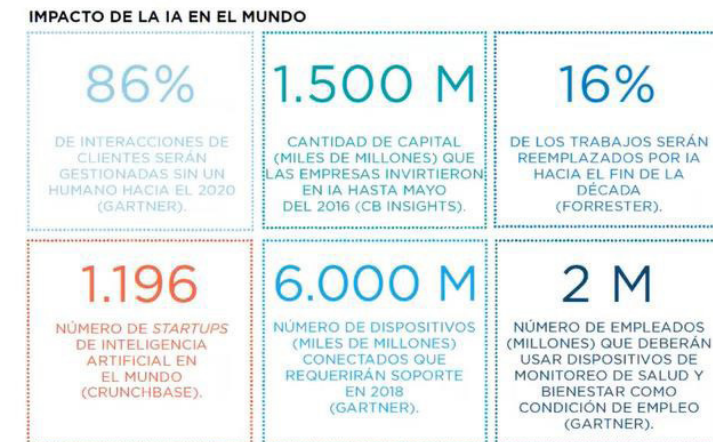 IMPACTO DE LA IA EN EL MUNDO
86%
DE INTERACCIONES DE
CLIENTES SERÁN
GESTIONADAS SIN UN
HUMANO HACIA EL 2020
(GARTNER).
1.500 M
CANTIDAD DE CAPITAL
(MILES DE MILLONES) QUE
LAS EMPRESAS INVIRTIERON
EN IA HASTA MAYO
DEL 2016 (CB INSIGHTS).
16%
DE LOS TRABAJOS SERÁN
REEMPLAZADOS POR IA
HACIA EL FIN DE LA
DÉCADA
(FORRESTER).
1.196
NÚMERO DE STARTUPS
DE INTELIGENCIA
ARTIFICIAL EN
EL MUNDO
(CRUNCHBASE).
6.000 M
NÚMERO DE DISPOSITIVOS
(MILES DE MILLONES)
CONECTADOS QUE
REQUERIRÁN SOPORTE
EN 2018
(GARTNER).
2 M
NÚMERO DE EMPLEADOS
(MILLONES) QUE DEBERÁN
USAR DISPOSITIVOS DE
MONITOREO DE SALUD Y
BIENESTAR COMO
CONDICIÓN DE EMPLEO
(GARTNER).